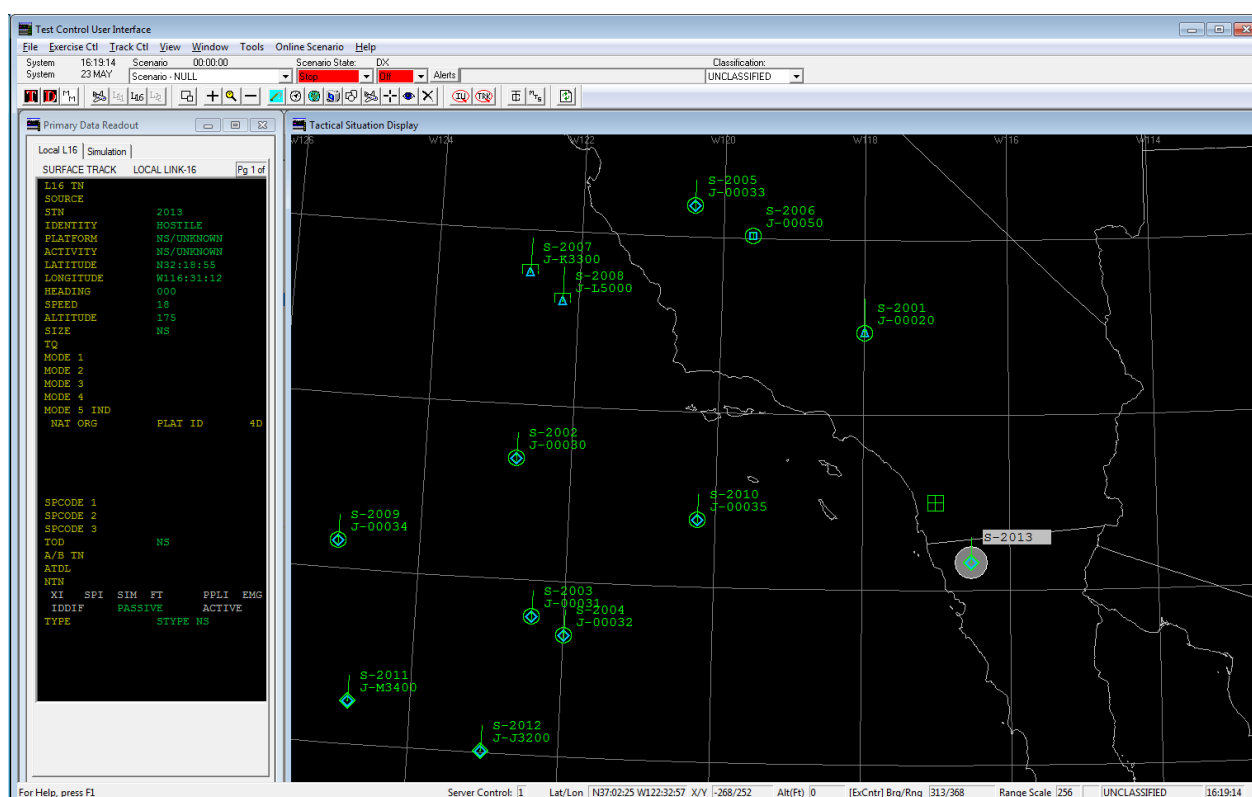 Test Control User Interface
File Exercise Ctl Track Ctl View Window Tools Online Scenario Help
System 16:19:14 Scenario 00:00:00 Scenario State: DX Classification:
System 23 MAY Scenario - NULL Stop Off Alerts UNCLASSIFIED
L16
IU TRK
Primary Data Readout
Tactical Situation Display
Local L16 Simulation
SURFACE TRACK LOCAL LINK-16 Pg 1 of
L16 TN
SOURCE
STN 2013
IDENTITY HOSTILE
PLATFORM NS/UNKNOWN
ACTIVITY NS/UNKNOWN
LATITUDE N32:18:55
LONGITUDE W116:31:12
HEADING 000
SPEED 18
ALTITUDE 175
SIZE NS
TQ
MODE 1
MODE 2
MODE 3
MODE 4
MODE 5 IND
NAT ORG PLAT ID 4D
SPCODE 1
SPCODE 2
SPCODE 3
TOD NS
A/B TN
ATDL
NTN
XI SPI SIM FT PPLI EMG
IDDIF PASSIVE ACTIVE
TYPE STYPE NS
W126 W124 W122 W120 W118 W116 W114
S-2005
J-00033
S-2006
J-00050
S-2007
J-K3300
S-2008
J-L5000
S-2001
J-00020
S-2002
J-00030
S-2010
J-00035
S-2009
J-00034
S-2013
S-2003
J-00031
S-2004
J-00032
S-2011
J-M3400
S-2012
J-J3200
For Help, press F1 Server Control: 1 Lat/Lon N37:02:25 W122:32:57 X/Y -268/252 Alt(Ft) 0 [ExCntr] Brg/Rng 313/368 Range Scale 256 UNCLASSIFIED 16:19:14